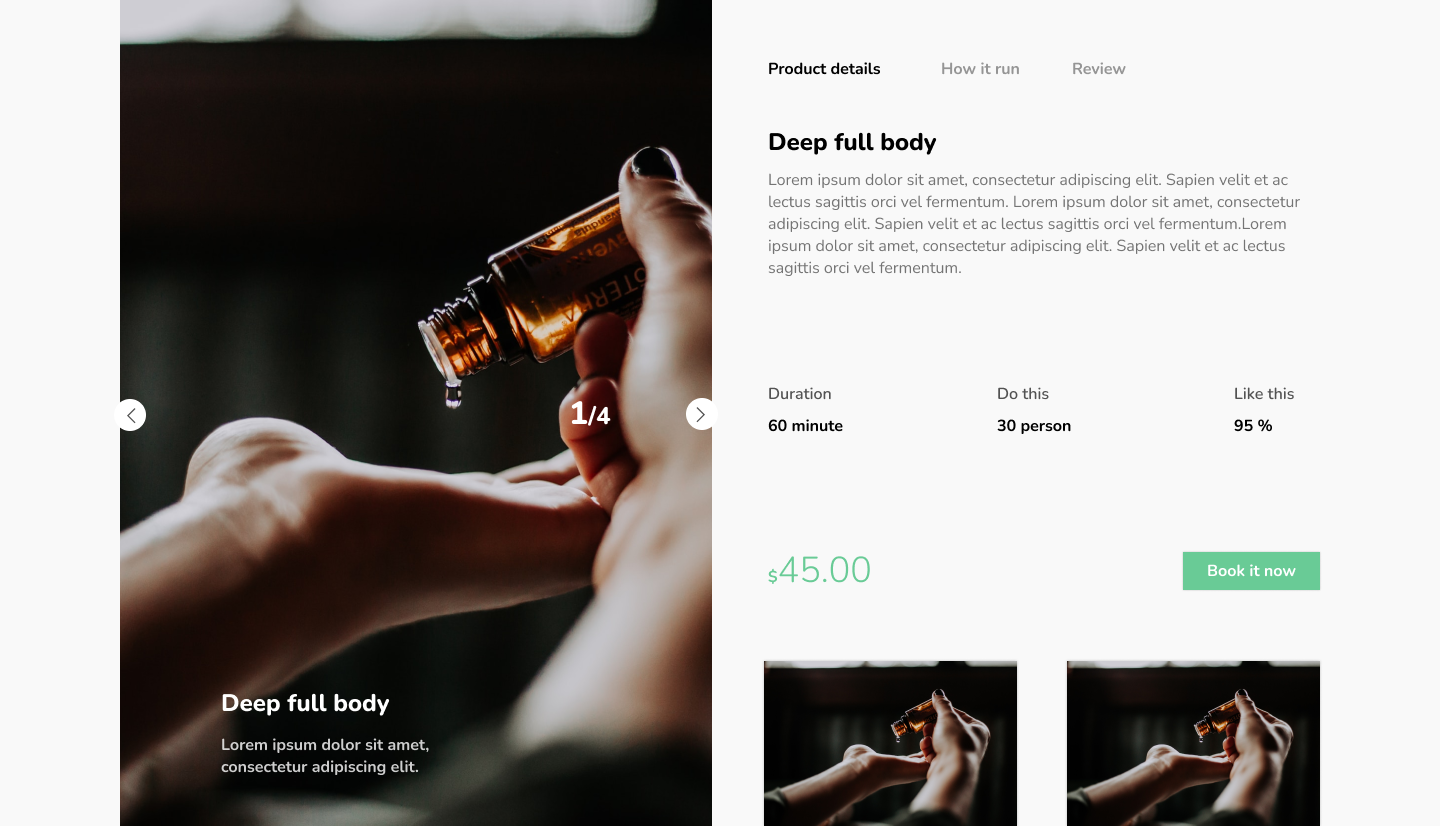 Product details
How it run
Review
Deep full body
Lorem ipsum dolor sit amet, consectetur adipiscing elit. Sapien velit et ac
lectus sagittis orci vel fermentum. Lorem ipsum dolor sit amet, consectetur
adipiscing elit. Sapien velit et ac lectus sagittis orci vel fermentum.Lorem
ipsum dolor sit amet, consectetur adipiscing elit. Sapien velit et ac lectus
sagittis orci vel fermentum.
Duration
Do this
Like this
60 minute
30 person
95 %
1/4
$45.00
Book it now
Deep full body
Lorem ipsum dolor sit amet,
consectetur adipiscing elit.